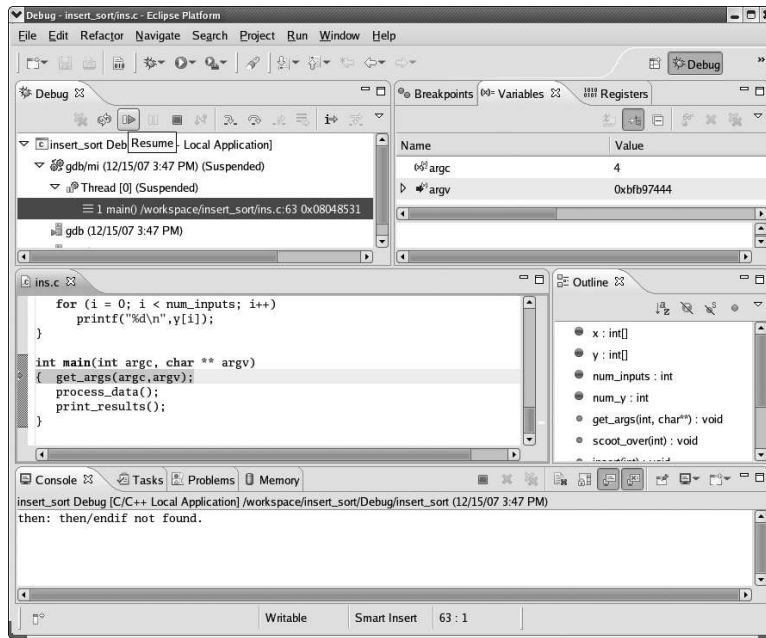 Debug - insert_sort/ins.c - Eclipse Platform
File Edit Refactor Navigate Search Project Run Window Help
Debug
Debug
Breakpoints (x)= Variables Registers
Resume
insert_sort Deb - Local Application]
gdb/mi (12/15/07 3:47 PM) (Suspended)
Thread [0] (Suspended)
1 main() /workspace/insert_sort/ins.c:63 0x08048531
gdb (12/15/07 3:47 PM)
Name Value
argc 4
argv 0xbfb97444
ins.c
for (i = 0; i < num_inputs; i++)
printf("%d\n",y[i]);
}
int main(int argc, char ** argv)
{ get_args(argc,argv);
process_data();
print_results();
}
Outline
x : int[]
y : int[]
num_inputs : int
num_y : int
get_args(int, char**) : void
scoot_over(int) : void
Console Tasks Problems Memory
insert_sort Debug [C/C++ Local Application] /workspace/insert_sort/Debug/insert_sort (12/15/07 3:47 PM)
then: then/endif not found.
Writable Smart Insert 63 : 1